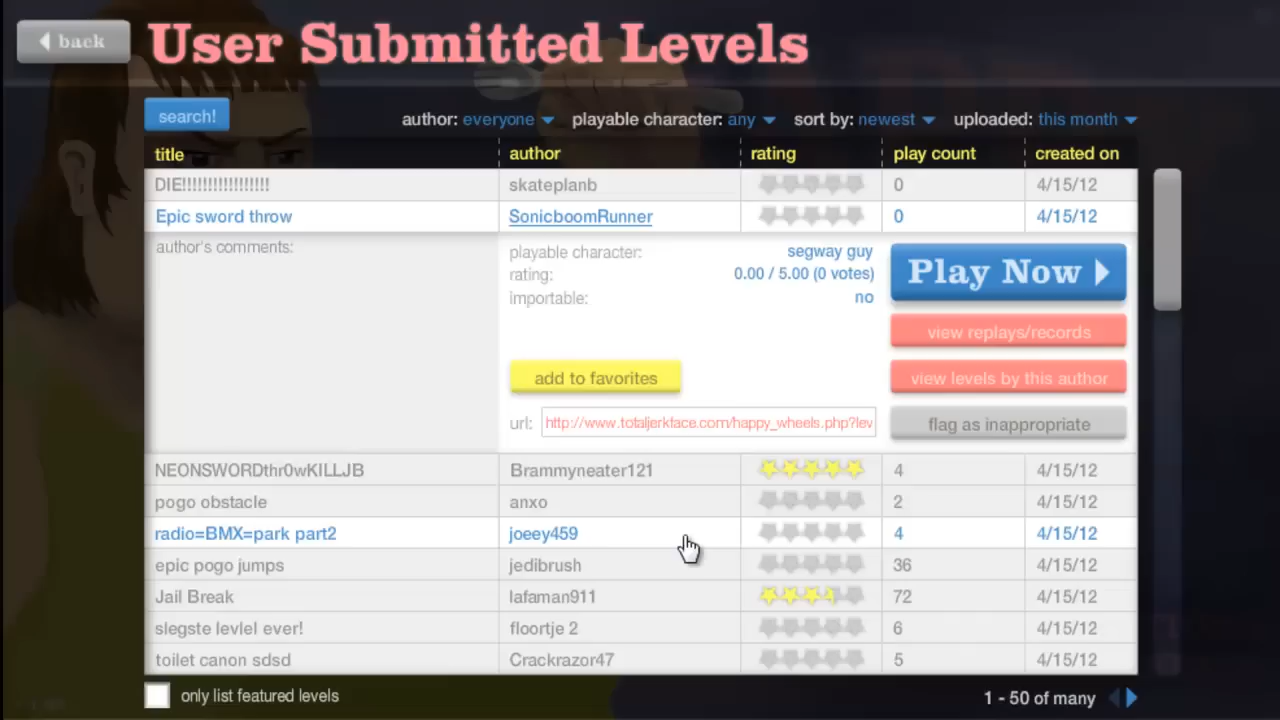 back
User Submitted Levels
search!
author: everyone playable character: any sort by: newest uploaded: this month
title author rating play count created on
DIE!!!!!!!!!!!!!!!!! skateplanb 0 4/15/12
Epic sword throw SonicboomRunner 0 4/15/12
author's comments:
playable character: segway guy
rating: 0.00 / 5.00 (0 votes)
importable: no
Play Now
view replays/records
add to favorites
view levels by this author
url: http://www.totaljerkface.com/happy_wheels.php?lev
flag as inappropriate
NEONSWORDthr0wKILLJB Brammyneater121 4 4/15/12
pogo obstacle anxo 2 4/15/12
radio=BMX=park part2 joeey459 4 4/15/12
epic pogo jumps jedibrush 36 4/15/12
Jail Break lafaman911 72 4/15/12
slegste levlel ever! floortje 2 6 4/15/12
toilet canon sdsd Crackrazor47 5 4/15/12
only list featured levels
1 - 50 of many